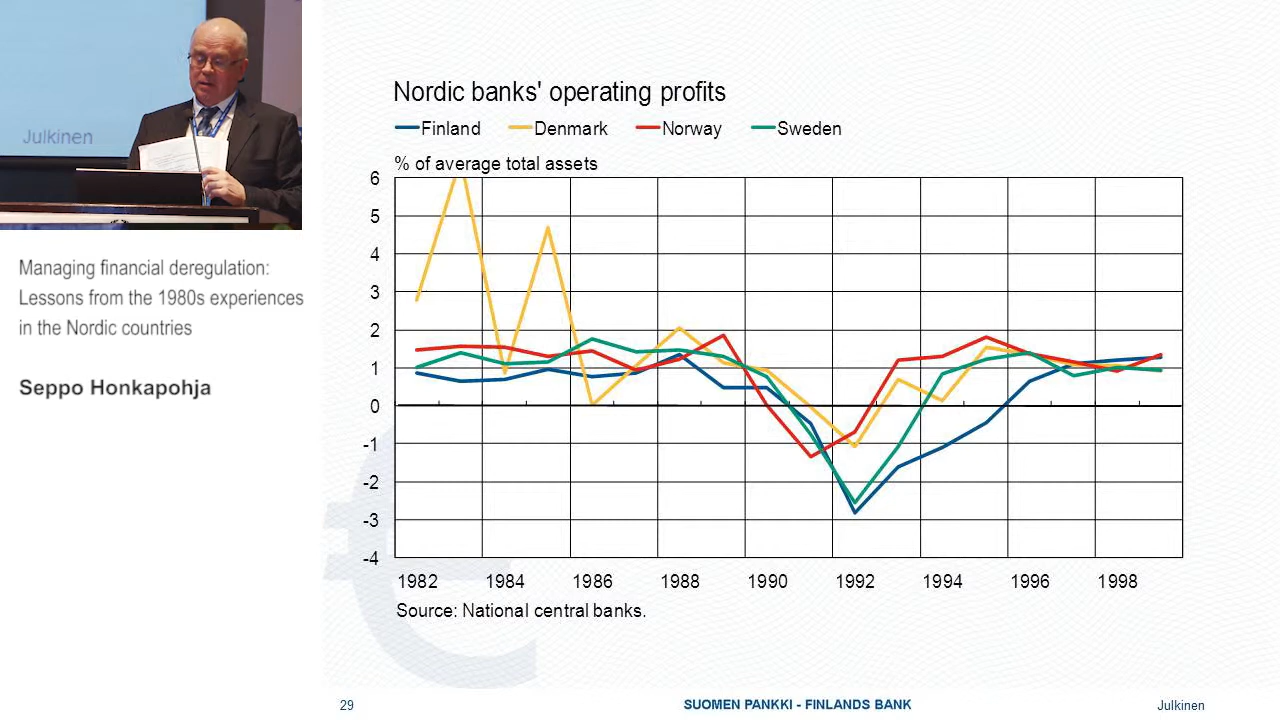 Julkinen
Managing financial deregulation:
Lessons from the 1980s experiences
in the Nordic countries
Seppo Honkapohja
Nordic banks' operating profits
Finland Denmark Norway Sweden
% of average total assets
6
5
4
3
2
1
0
-1
-2
-3
-4
1982 1984 1986 1988 1990 1992 1994 1996 1998
Source: National central banks.
29 SUOMEN PANKKI - FINLANDS BANK Julkinen